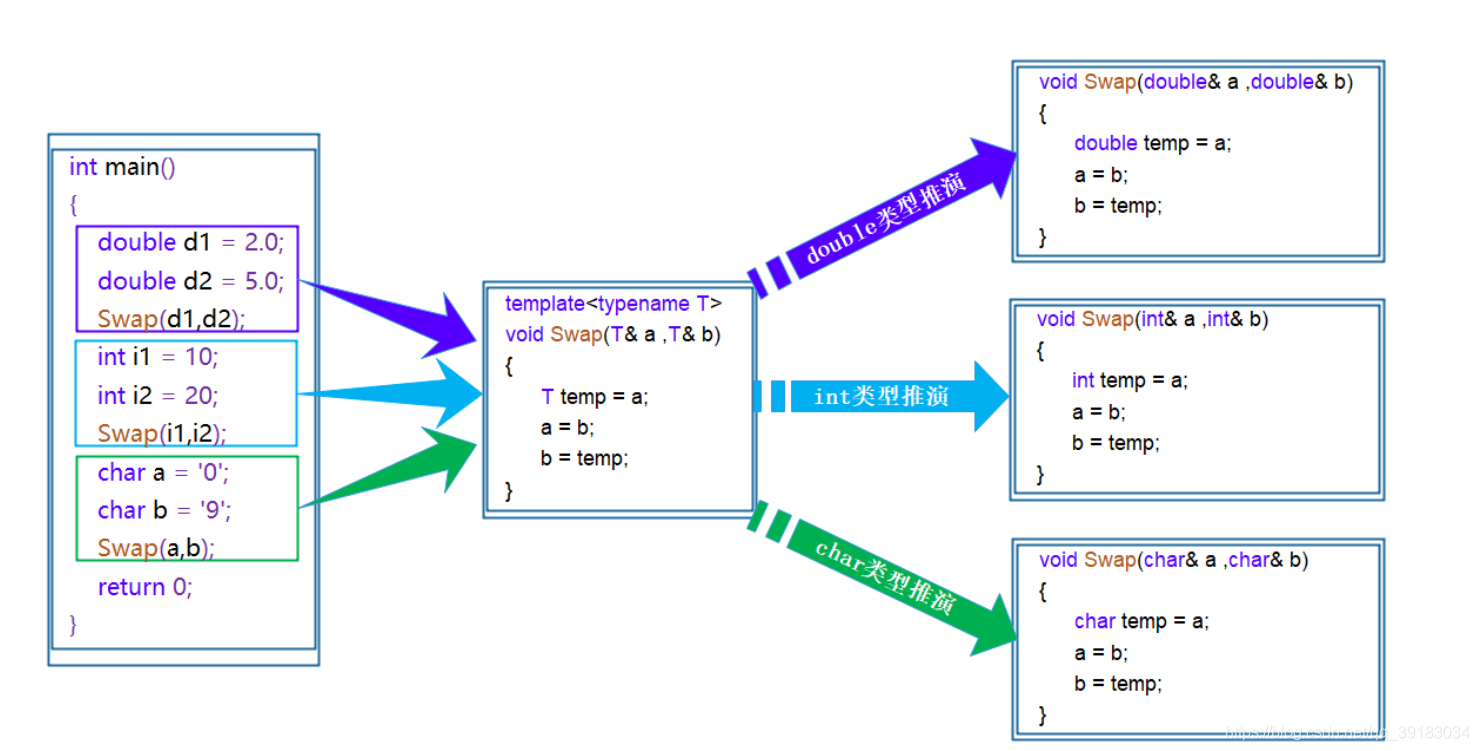 int main()
{
double d1 = 2.0;
double d2 = 5.0;
Swap(d1,d2);
int i1 = 10;
int i2 = 20;
Swap(i1,i2);
char a = '0';
char b = '9';
Swap(a,b);
return 0;
}
template<typename T>
void Swap(T& a ,T& b)
{
T temp = a;
a = b;
b = temp;
}
double类型推演
int类型推演
char类型推演
void Swap(double& a ,double& b)
{
double temp = a;
a = b;
b = temp;
}
void Swap(int& a ,int& b)
{
int temp = a;
a = b;
b = temp;
}
void Swap(char& a ,char& b)
{
char temp = a;
a = b;
b = temp;
}
https://blog.csdn.net/qq_39183034